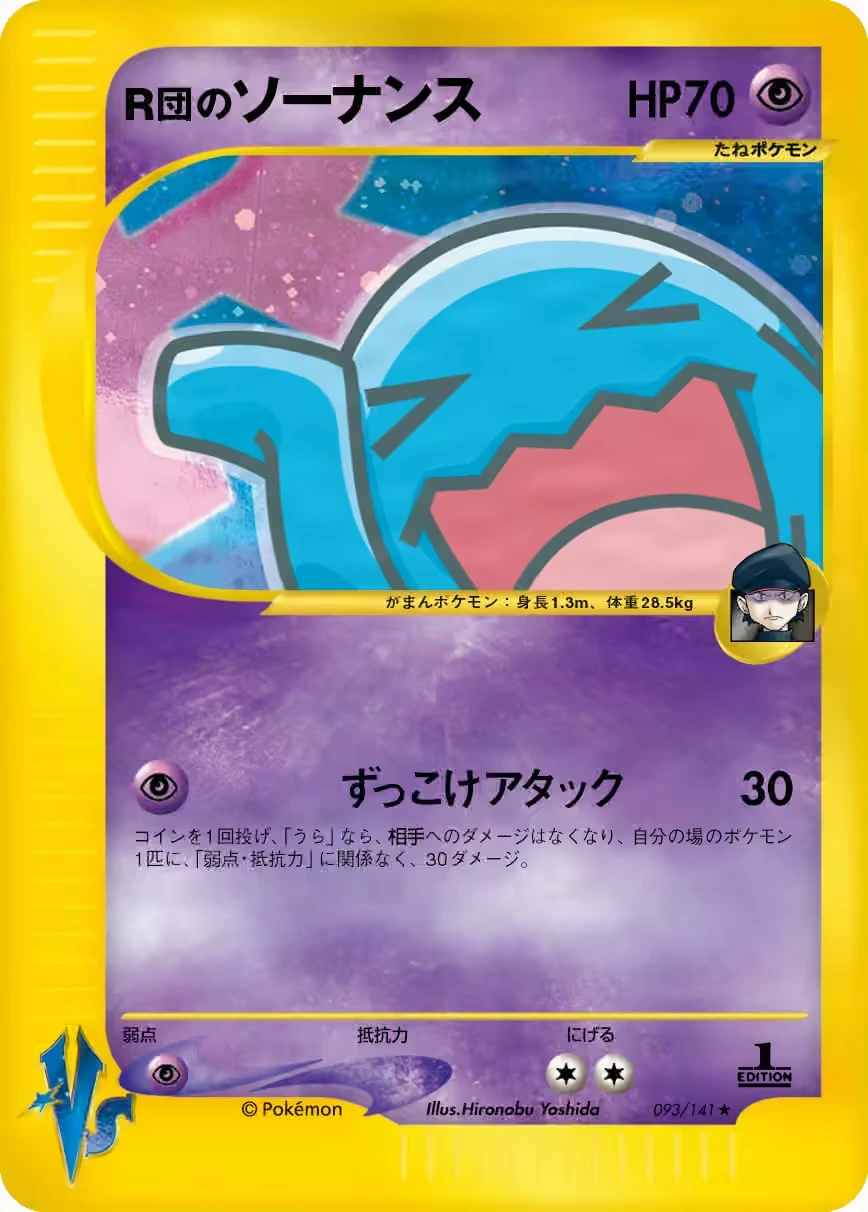 R団のソーナンス HP70
たねポケモン
がまんポケモン：身長1.3m、体重28.5kg
ずっこけアタック 30
コインを1回投げ、「うら」なら、相手へのダメージはなくなり、自分の場のポケモン
1匹に、「弱点・抵抗力」に関係なく、30ダメージ。
弱点 抵抗力 にげる
1
EDITION
VS
© Pokémon Illus.Hironobu Yoshida 093/141★